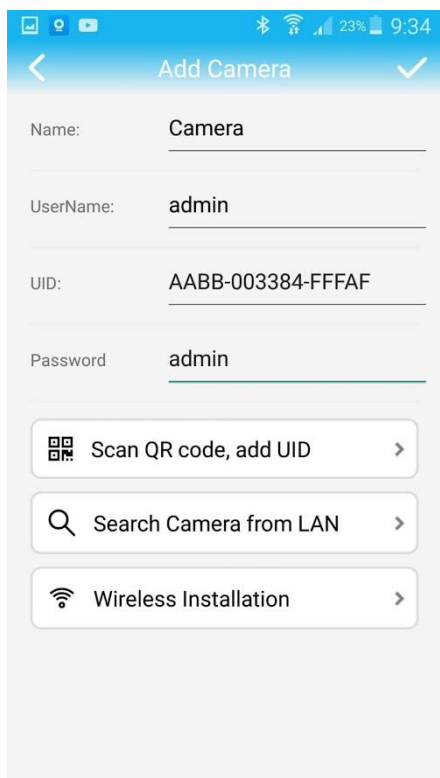 23% 9:34
Add Camera
Name: Camera
UserName: admin
UID: AABB-003384-FFFAF
Password admin
Scan QR code, add UID
Search Camera from LAN
Wireless Installation